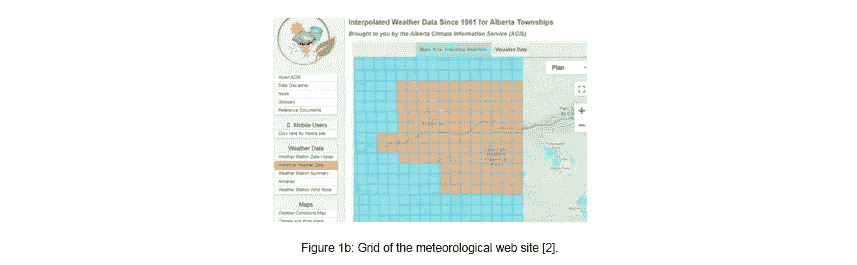 Interpolated Weather Data Since 1961 for Alberta Townships
Brought to you by the Alberta Climate Information Service (ACIS)
Visualize Data
Plan
About ACIS
Data Disclaimer
News
Glossary
Reference Documents
Mobile Users
Click here for mobile site
Weather Data
Weather Station Data Viewer
Historical Weather Data
Weather Station Summary
Almanac
Weather Station Wind Rose
Maps
Weather Conditions Map
Figure 1b: Grid of the meteorological web site [2].